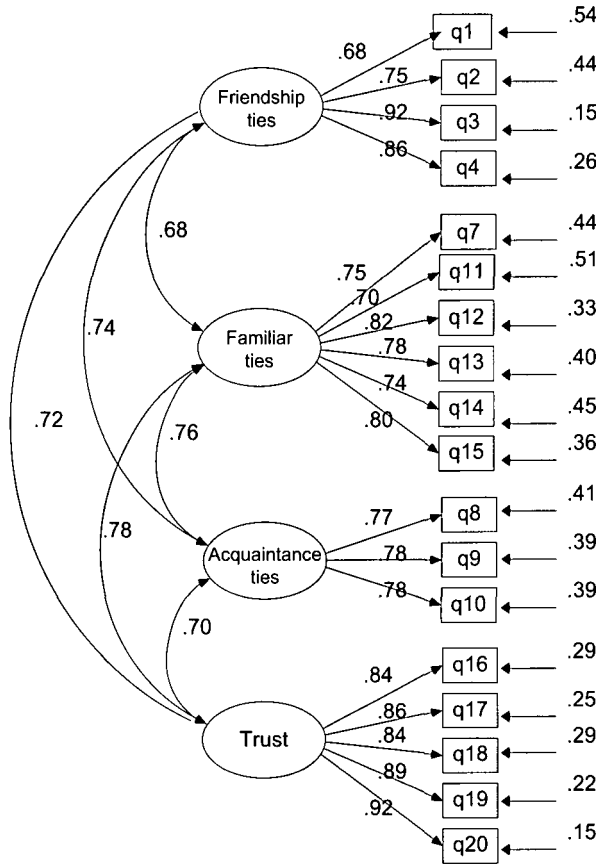 .54
q1
.68
.44
.75
q2
Friendship
ties
.92
q3
.15
.86
q4
.26
.68
q7
.44
.75
.51
.70
q11
.74
.82
q12
.33
Familiar
ties
.78
q13
.40
.74
q14
.45
.72
.76
.80
q15
.36
.41
.77
q8
.78
.78
q9
.39
Acquaintance
ties
.78
q10
.39
.70
.29
.84
q16
.25
.86
q17
Trust
.84
q18
.29
.89
q19
.22
.92
q20
.15